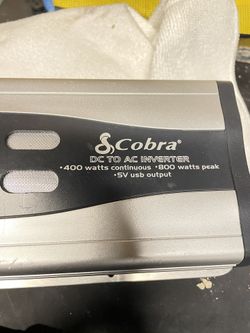 Cobra®
DC TO AC INVERTER
•400 watts continuous •800 watts peak
•5V usb output